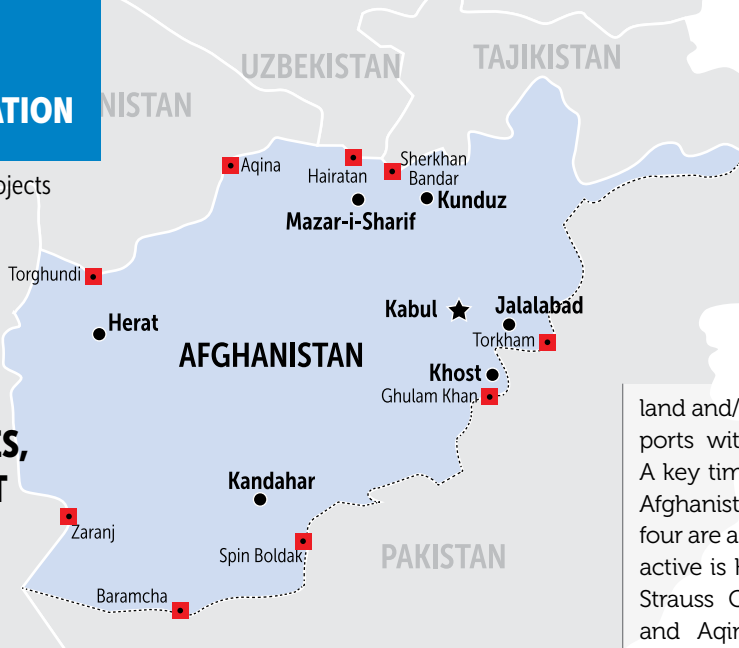 ATION
NISTAN
ojects
UZBEKISTAN
TAJIKISTAN
Aqina
Hairatan
Sherkhan
Bandar
Mazar-i-Sharif
Kunduz
Torghundi
Herat
Kabul
Jalalabad
Torkham
AFGHANISTAN
Khost
Ghulam Khan
ES,
T
Kandahar
Zaranj
Spin Boldak
PAKISTAN
Baramcha
land and/
ports wit
A key tim
Afghanist
four are a
active is h
Strauss C
and Aqin